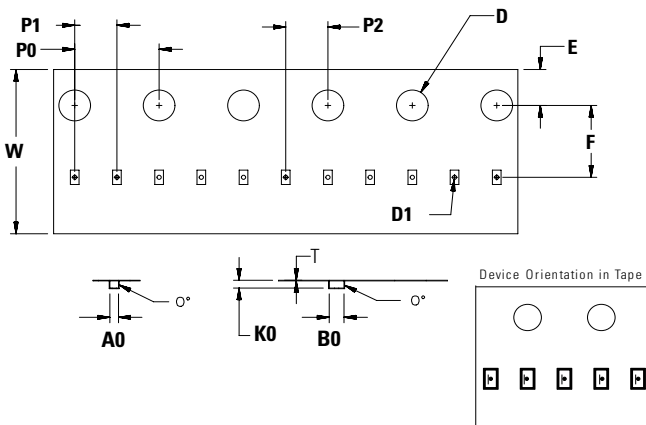 P1
P2
D
P0
E
W
F
D1
T
Device Orientation in Tape
O°
O°
A0
K0
B0